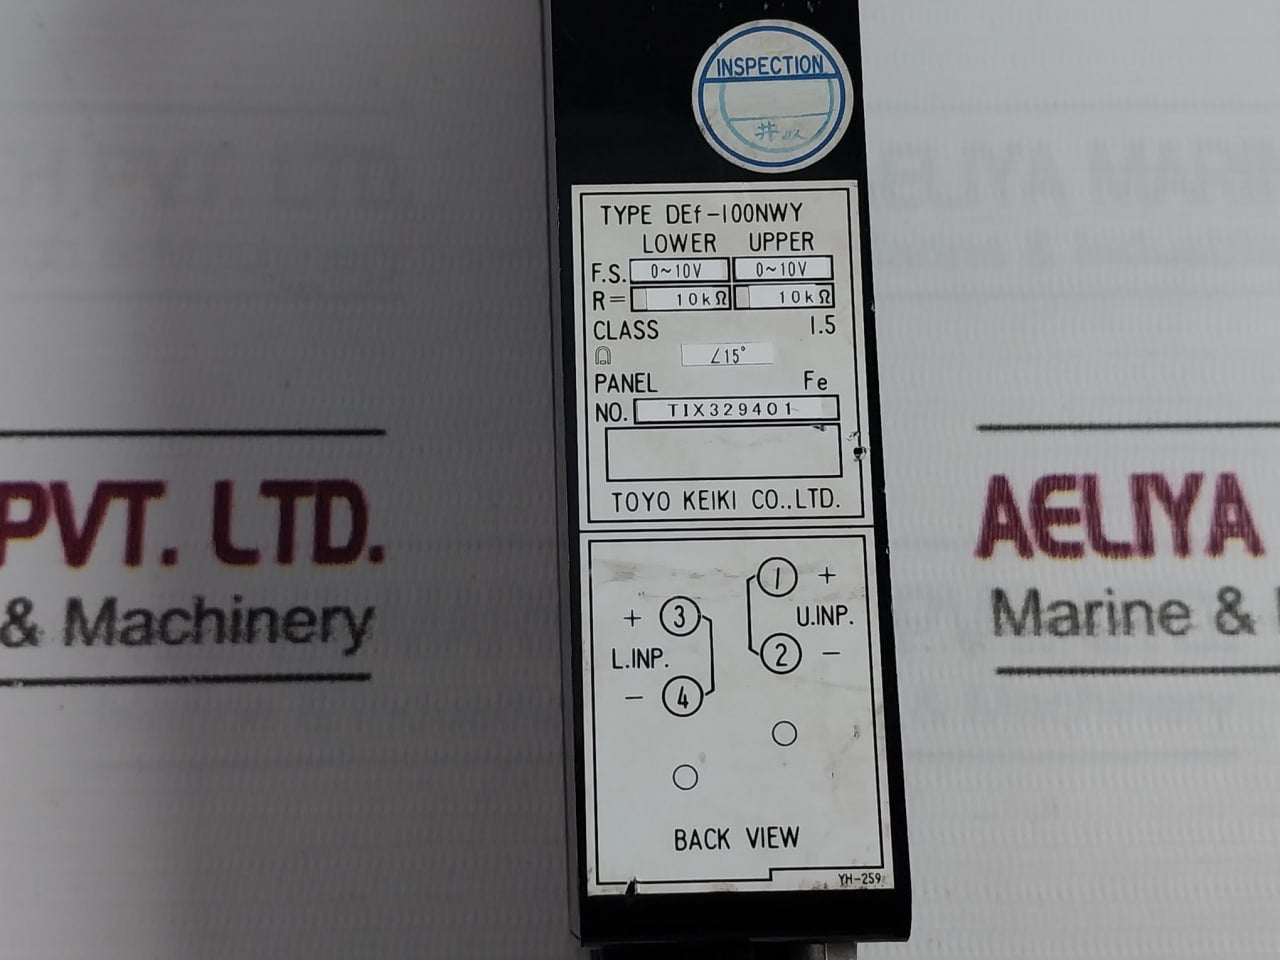 INSPECTION
TYPE DEf-100NWY
LOWER UPPER
F.S. 0~10V 0~10V
R= 10kΩ 10kΩ
CLASS 1.5
∠15°
PANEL Fe
NO. TIX329401
TOYO KEIKI CO.,LTD.
1 +
+ 3 U.INP.
L.INP. 2 -
- 4
BACK VIEW
YH-259
PVT. LTD.
& Machinery
AELIYA
Marine &